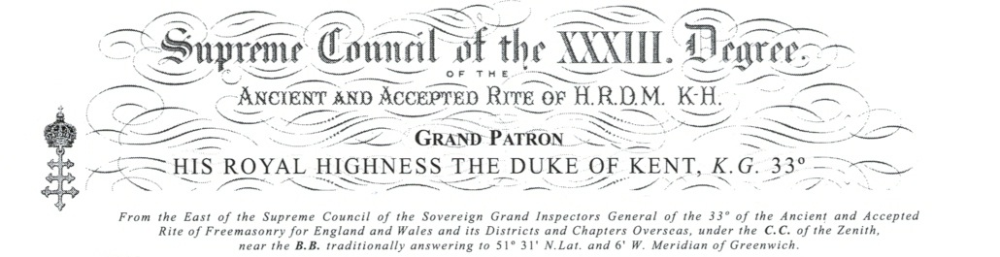 Supreme Council of the XXXIII. Degree.
OF THE
ANCIENT AND ACCEPTED RITE OF H.R.D.M. K-H.
GRAND PATRON
HIS ROYAL HIGHNESS THE DUKE OF KENT, K.G. 33º
From the East of the Supreme Council of the Sovereign Grand Inspectors General of the 33º of the Ancient and Accepted
Rite of Freemasonry for England and Wales and its Districts and Chapters Overseas, under the C.C. of the Zenith,
near the B.B. traditionally answering to 51º 31' N.Lat. and 6' W. Meridian of Greenwich.